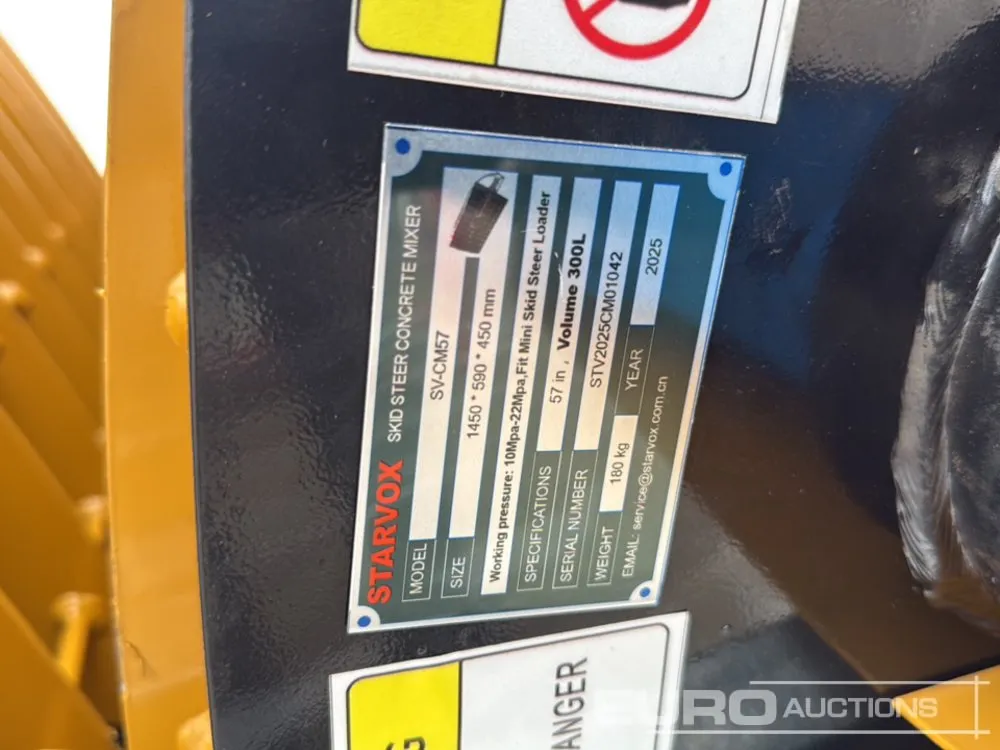 STARVOX SKID STEER CONCRETE MIXER
MODEL SV-CM57
SIZE 1450 * 590 * 450 mm
Working pressure: 10Mpa-22Mpa,Fit Mini Skid Steer Loader
SPECIFICATIONS 57 in , Volume 300L
SERIAL NUMBER STV2025CM01042
WEIGHT 180 kg YEAR 2025
EMAIL: service@starvox.com.cn
ANGER
EURO AUCTIONS